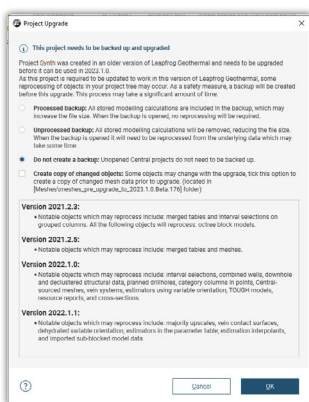 Project Upgrade
This project needs to be backed up and upgraded
Project Synth was created in an older version of Leapfrog Geothermal and needs to be upgraded
before it can be used in 2023.1.0.
As this project is required to be updated to work in this version of Leapfrog Geothermal, some
reprocessing of objects in your project tree may occur. As a safety measure, a backup will be created
before this upgrade. This process may take a significant amount of time.
Processed backup: All stored modelling calculations are included in the backup, which may
increase the file size. When the backup is opened, no reprocessing will be required.
Unprocessed backup: All stored modelling calculations will be removed, reducing the file size.
When the backup is opened it will need to be reprocessed from the underlying data which may
take some time
Do not create a backup: Unopened Central projects do not need to be backed up.
Create copy of changed objects: Some objects may change with the upgrade, tick this option to
create a copy of changed mesh data prior to upgrade. (located in
[Meshes\meshes_pre_upgrade_to_2023.1.0.Beta.176] folder)
Version 2021.2.3:
• Notable objects which may reprocess include: merged tables and interval selections on
grouped columns. All the following objects will reprocess: octree block models.
Version 2021.2.5:
• Notable objects which may reprocess include: merged tables and meshes.
Version 2022.1.0:
• Notable objects which may reprocess include: interval selections, combined wells, downhole
and declustered structural data, planned drillholes, category columns in points, Central-
sourced meshes, vein systems, estimators using variable orientation, TOUGH models,
resource reports, and cross-sections
Version 2022.1.1:
• Notable objects which may reprocess include: majority upscales, vein contact surfaces,
dehydrated variable orientation, estimators in the parameter table, estimation interpolants,
and imported sub-blocked model data
?
Cancel
OK